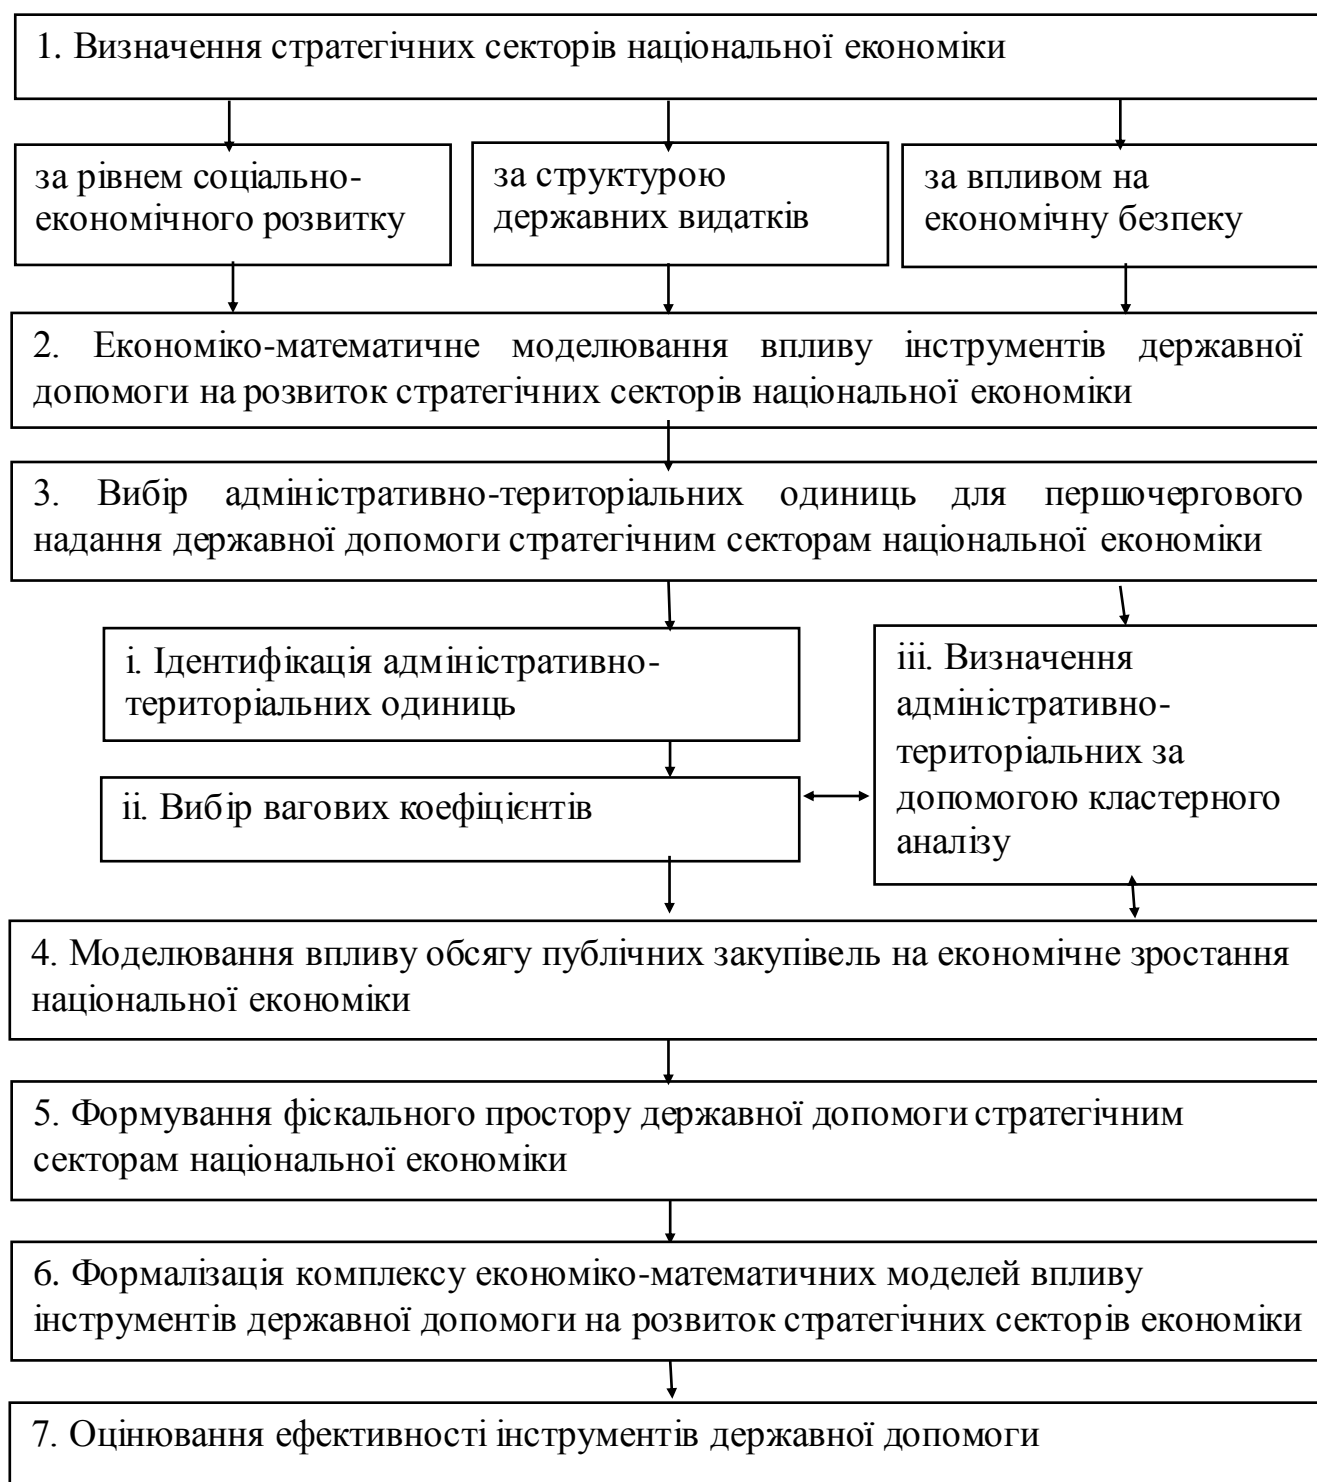 1. Визначення стратегічних секторів національної економіки
за рівнем соціально-
економічного розвитку
за структурою
державних видатків
за впливом на
економічну безпеку
2. Економіко-математичне моделювання впливу інструментів державної
допомоги на розвиток стратегічних секторів національної економіки
3. Вибір адміністративно-територіальних одиниць для першочергового
надання державної допомоги стратегічним секторам національної економіки
і. Ідентифікація адміністративно-
територіальних одиниць
іі. Вибір вагових коефіцієнтів
ііі. Визначення
адміністративно-
територіальних за
допомогою кластерного
аналізу
4. Моделювання впливу обсягу публічних закупівель на економічне зростання
національної економіки
5. Формування фіскального простору державної допомоги стратегічним
секторам національної економіки
6. Формалізація комплексу економіко-математичних моделей впливу
інструментів державної допомоги на розвиток стратегічних секторів економіки
7. Оцінювання ефективності інструментів державної допомоги